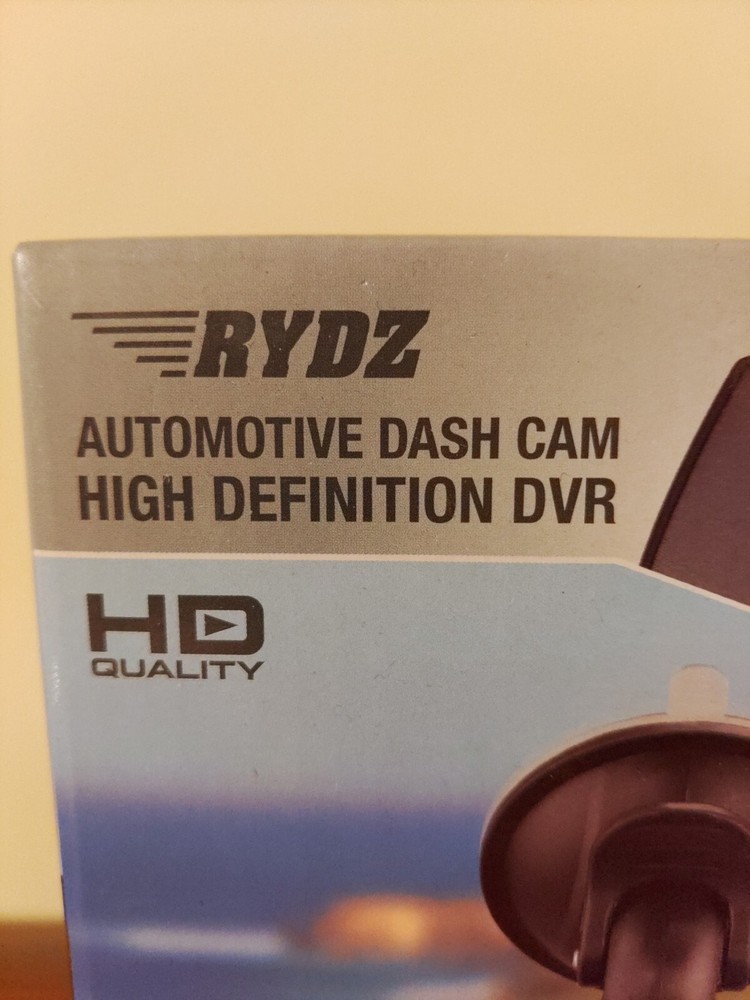 RYDZ
AUTOMOTIVE DASH CAM
HIGH DEFINITION DVR
HD
QUALITY